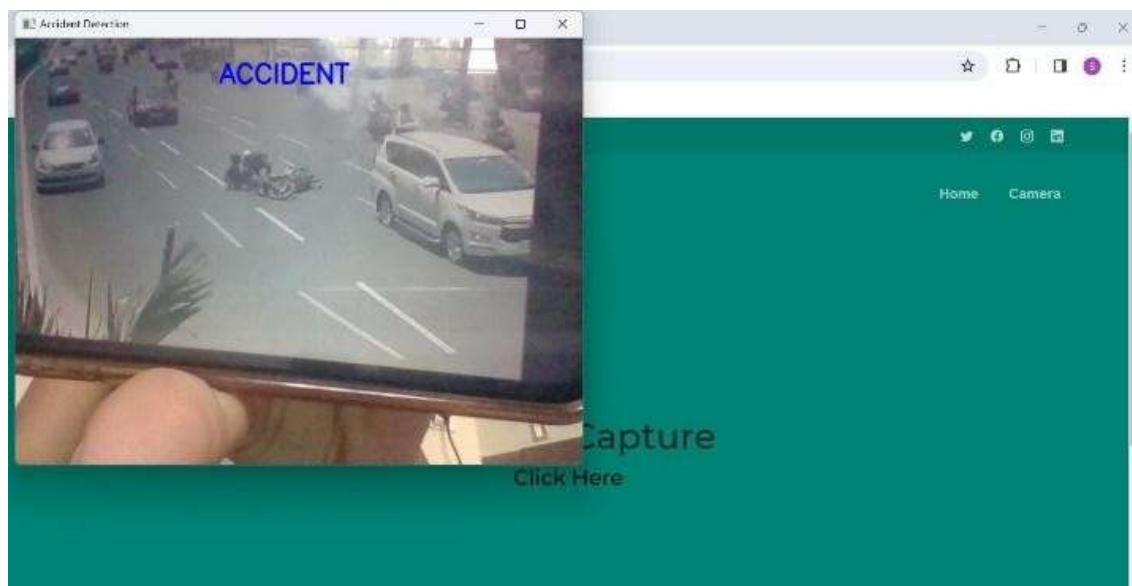 Accident Detection
ACCIDENT
Home Camera
Capture
Click Here